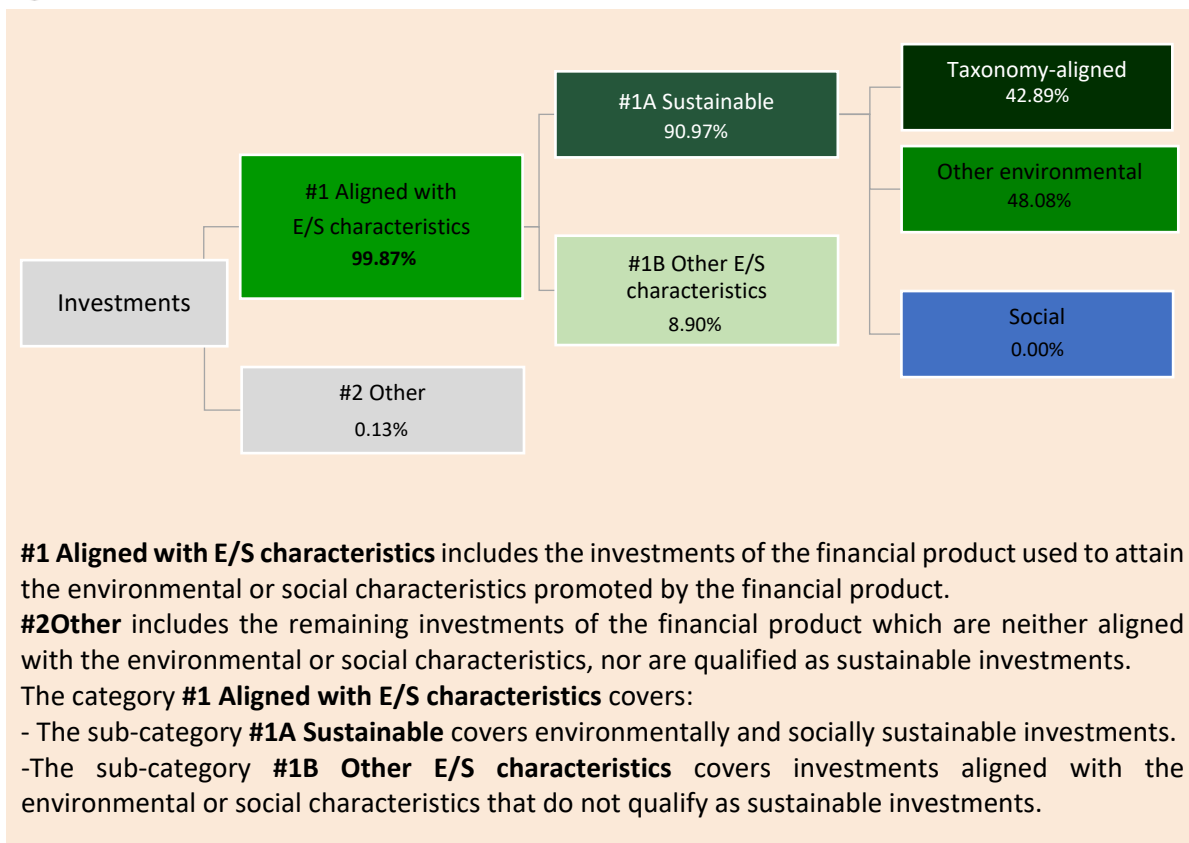 Investments
#1 Aligned with
E/S characteristics
99.87%
#2 Other
0.13%
#1A Sustainable
90.97%
#1B Other E/S
characteristics
8.90%
Taxonomy-aligned
42.89%
Other environmental
48.08%
Social
0.00%
#1 Aligned with E/S characteristics includes the investments of the financial product used to attain
the environmental or social characteristics promoted by the financial product.
#2Other includes the remaining investments of the financial product which are neither aligned
with the environmental or social characteristics, nor are qualified as sustainable investments.
The category #1 Aligned with E/S characteristics covers:
- The sub-category #1A Sustainable covers environmentally and socially sustainable investments.
-The sub-category #1B Other E/S characteristics covers investments aligned with the
environmental or social characteristics that do not qualify as sustainable investments.